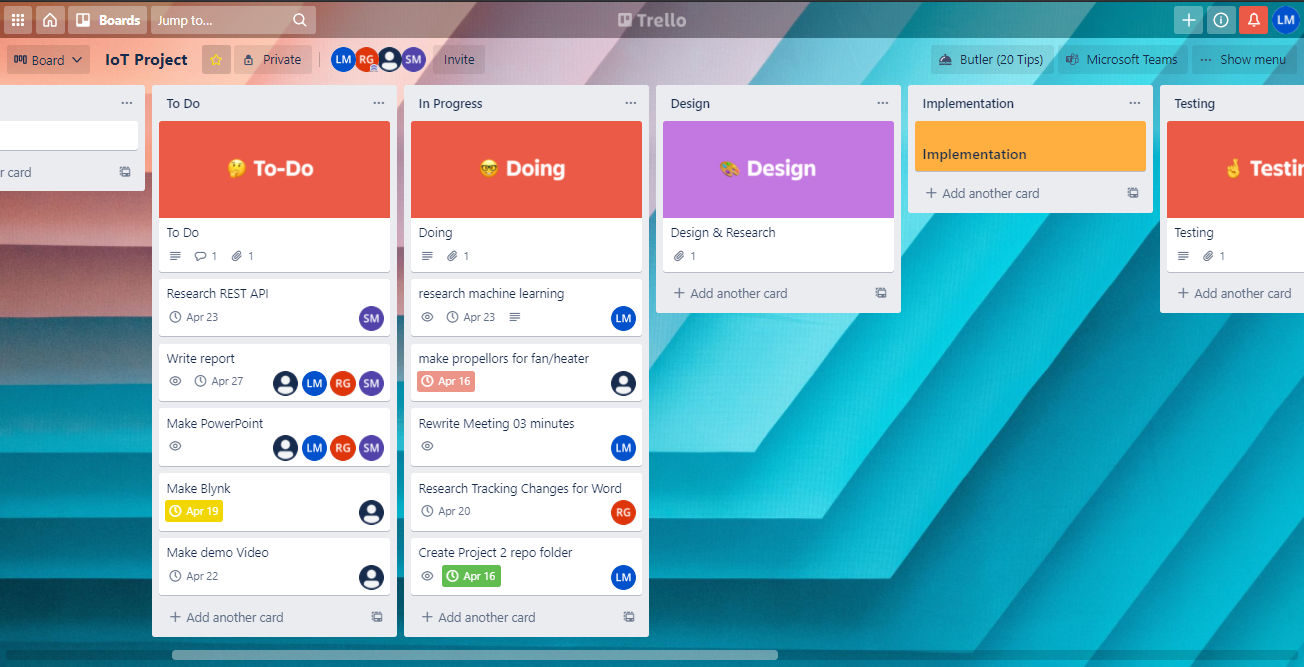 Boards
Jump to...
Trello
LM
Board
IoT Project
Private
LM
RG
SM
Invite
Butler (20 Tips)
Microsoft Teams
Show menu
r card
To Do
🤔 To-Do
To Do
1
1
Research REST API
Apr 23
SM
Write report
Apr 27
LM
RG
SM
Make PowerPoint
LM
RG
SM
Make Blynk
Apr 19
Make demo Video
Apr 22
+ Add another card
In Progress
🤓 Doing
Doing
1
research machine learning
Apr 23
LM
make propellors for fan/heater
Apr 16
Rewrite Meeting 03 minutes
LM
Research Tracking Changes for Word
Apr 20
RG
Create Project 2 repo folder
Apr 16
LM
+ Add another card
Design
🎨 Design
Design & Research
1
+ Add another card
Implementation
Implementation
+ Add another card
Testing
🤞 Testin
Testing
1
+ Add another card